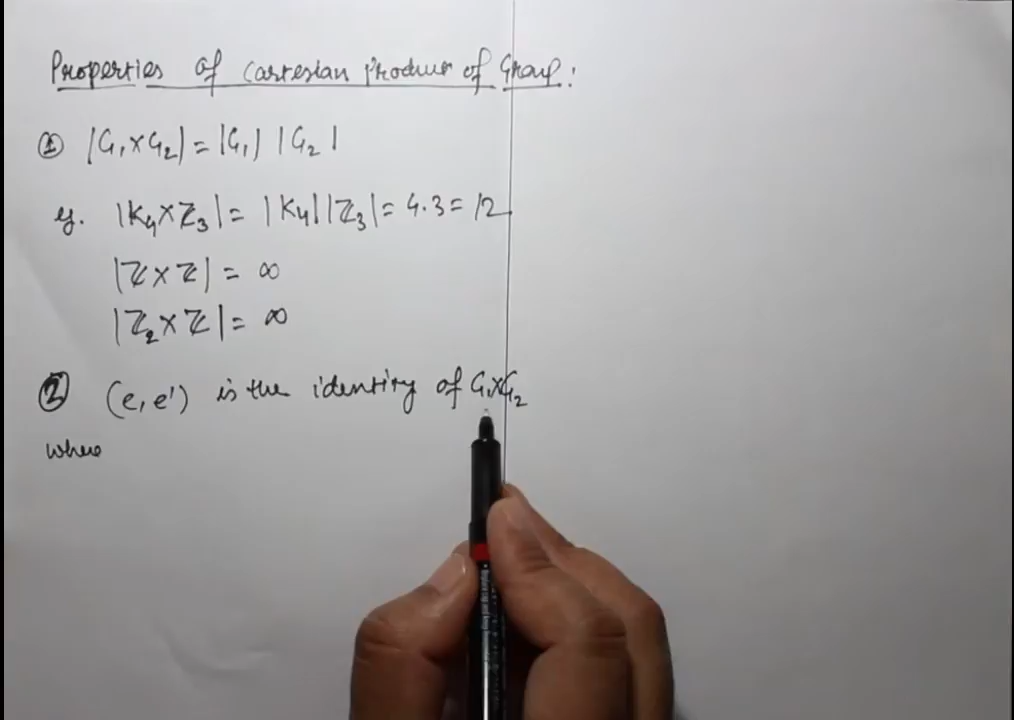 Properties of Cartesian Product of Group:
① |G₁×G₂| = |G₁| |G₂|
eg. |K₄×ℤ₃| = |K₄||ℤ₃| = 4.3 = 12
|ℤ×ℤ| = ∞
|ℤ₂×ℤ| = ∞
② (e, e') is the identity of G₁×G₂
where